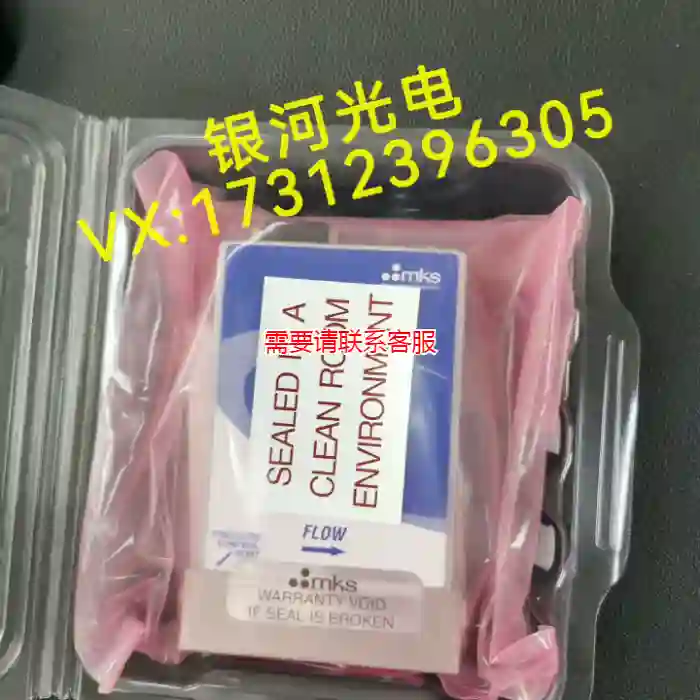 银河光电
VX:17312396305
mks
SEALED IN A
CLEAN ROOM
ENVIRONMENT
需要请联系客服
FLOW
mks
WARRANTY VOID
IF SEAL IS BROKEN